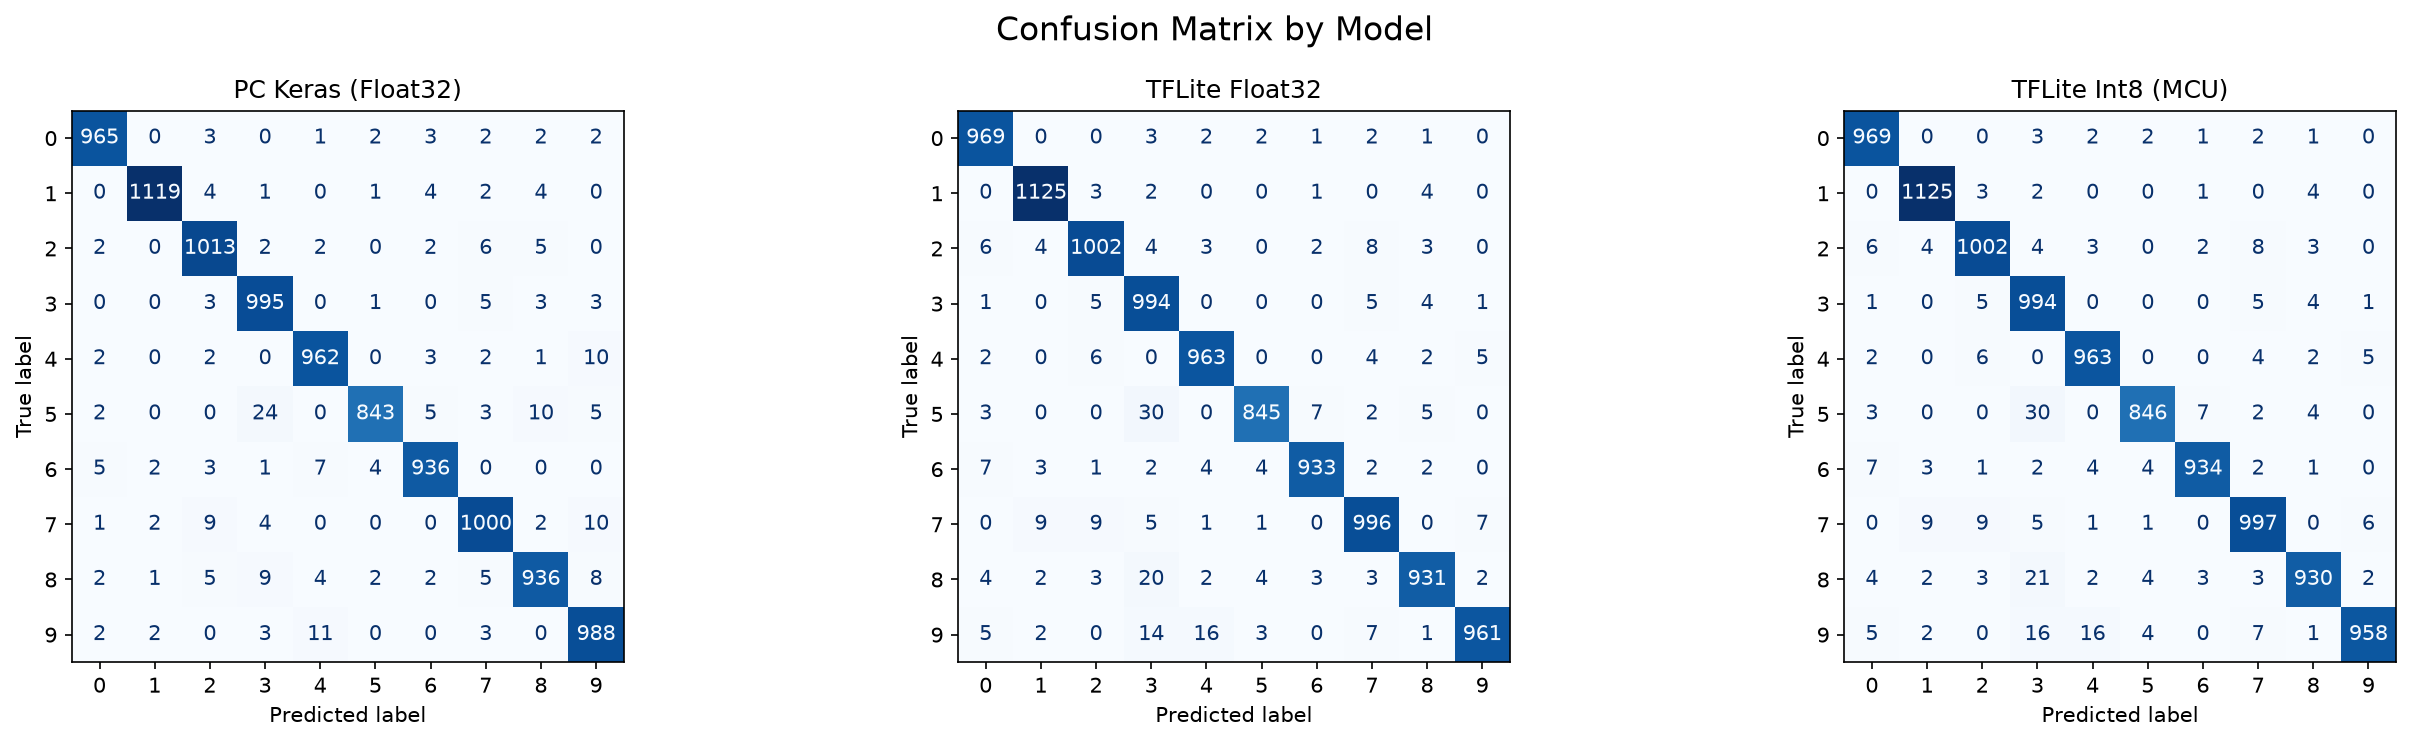 Confusion Matrix by Model
PC Keras (Float32)
True label
0 965 0 3 0 1 2 3 2 2 2
1 0 1119 4 1 0 1 4 2 4 0
2 2 0 1013 2 2 0 2 6 5 0
3 0 0 3 995 0 1 0 5 3 3
4 2 0 2 0 962 0 3 2 1 10
5 2 0 0 24 0 843 5 3 10 5
6 5 2 3 1 7 4 936 0 0 0
7 1 2 9 4 0 0 0 1000 2 10
8 2 1 5 9 4 2 2 5 936 8
9 2 2 0 3 11 0 0 3 0 988
0 1 2 3 4 5 6 7 8 9
Predicted label
TFLite Float32
True label
0 969 0 0 3 2 2 1 2 1 0
1 0 1125 3 2 0 0 1 0 4 0
2 6 4 1002 4 3 0 2 8 3 0
3 1 0 5 994 0 0 0 5 4 1
4 2 0 6 0 963 0 0 4 2 5
5 3 0 0 30 0 845 7 2 5 0
6 7 3 1 2 4 4 933 2 2 0
7 0 9 9 5 1 1 0 996 0 7
8 4 2 3 20 2 4 3 3 931 2
9 5 2 0 14 16 3 0 7 1 961
0 1 2 3 4 5 6 7 8 9
Predicted label
TFLite Int8 (MCU)
True label
0 969 0 0 3 2 2 1 2 1 0
1 0 1125 3 2 0 0 1 0 4 0
2 6 4 1002 4 3 0 2 8 3 0
3 1 0 5 994 0 0 0 5 4 1
4 2 0 6 0 963 0 0 4 2 5
5 3 0 0 30 0 846 7 2 4 0
6 7 3 1 2 4 4 934 2 1 0
7 0 9 9 5 1 1 0 997 0 6
8 4 2 3 21 2 4 3 3 930 2
9 5 2 0 16 16 4 0 7 1 958
0 1 2 3 4 5 6 7 8 9
Predicted label